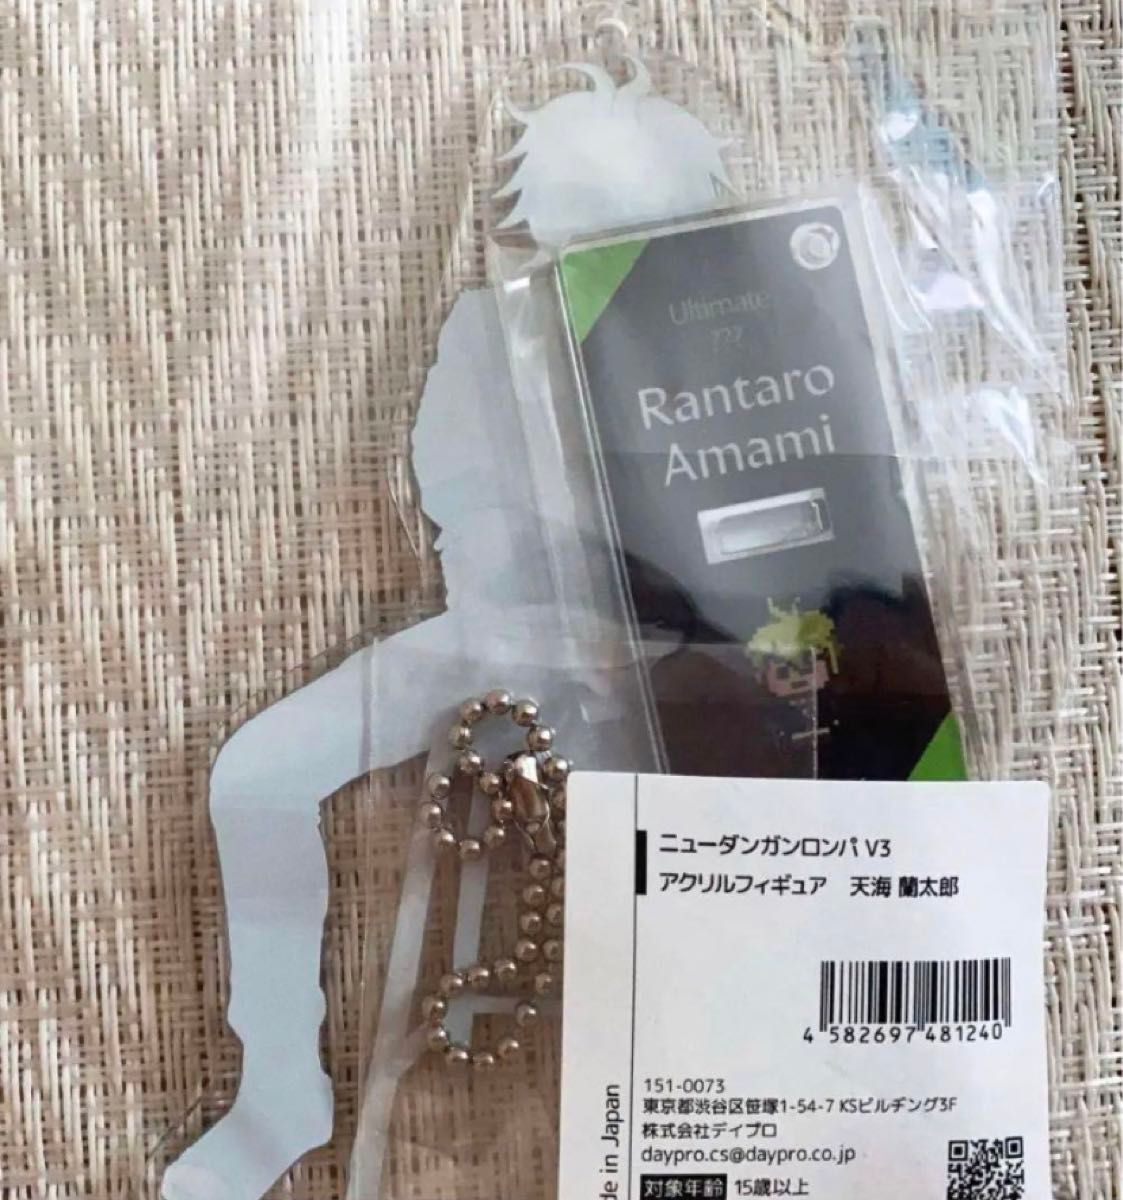 Ultimate
???
Rantaro
Amami
ニューダンガンロンパ V3
アクリルフィギュア 天海 蘭太郎
4 582697 481240
151-0073
東京都渋谷区笹塚1-54-7 KSビルヂング3F
株式会社デイプロ
daypro.cs@daypro.co.jp
対象年齢 15歳以上
de in Japan